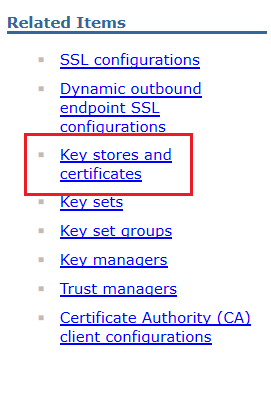 Related Items
SSL configurations
Dynamic outbound
endpoint SSL
configurations
Key stores and
certificates
Key sets
Key set groups
Key managers
Trust managers
Certificate Authority (CA)
client configurations